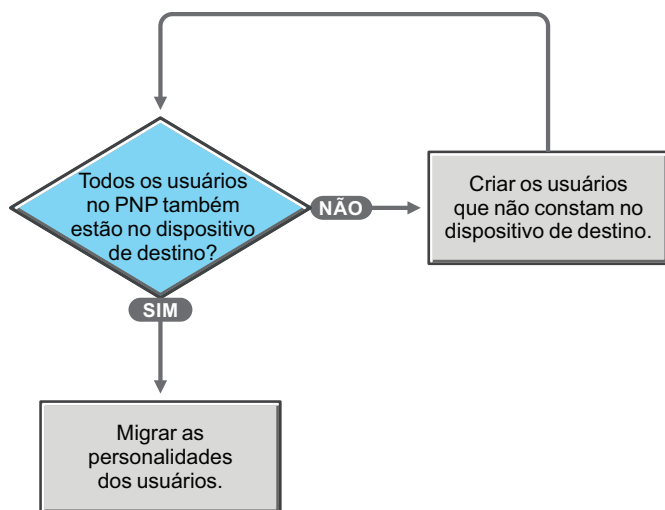 Todos os usuários
no PNP também
estão no dispositivo
de destino?
NÃO
Criar os usuários
que não constam no
dispositivo de destino.
SIM
Migrar as
personalidades
dos usuários.